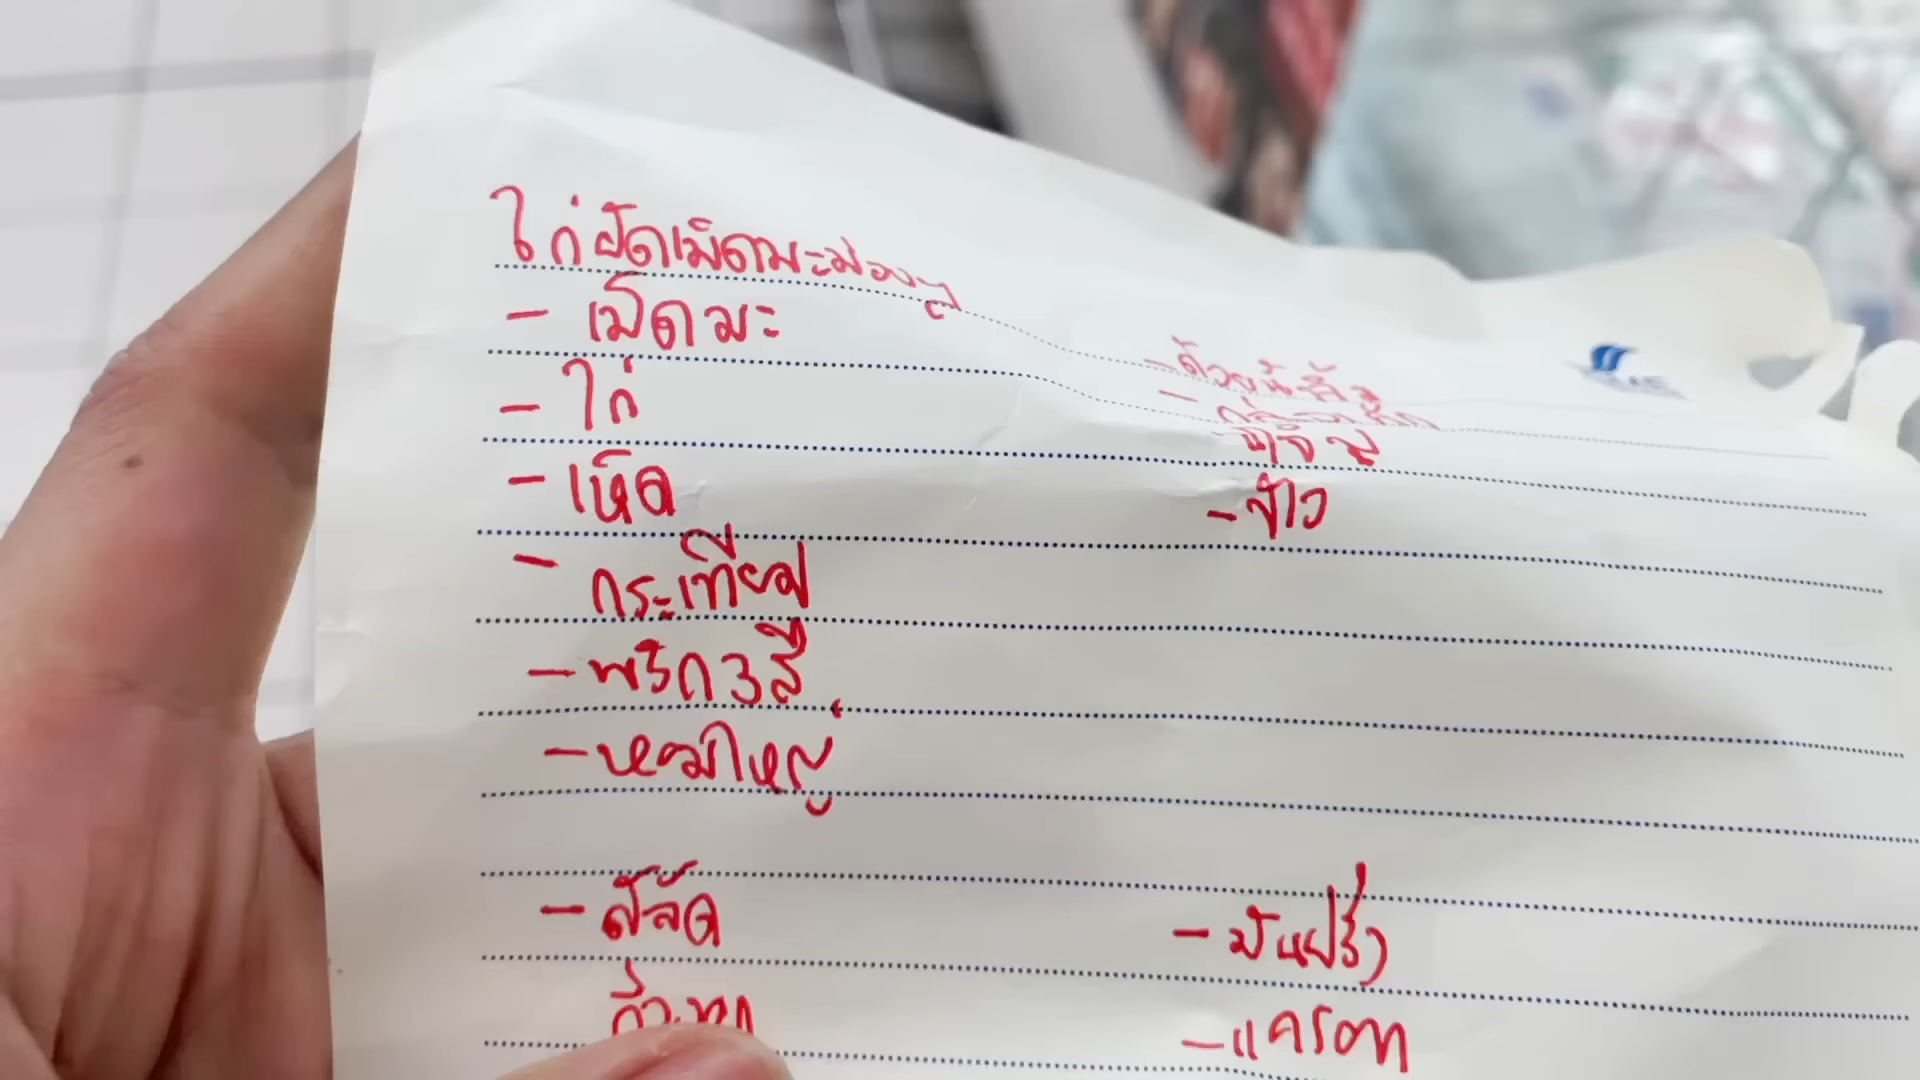 ไก่ผัดเม็ดมะม่วงฯ
- เม็ดมะ
- ไก่
- เห็ด
- กระเทียม
- พริก 3 สี
- หอมใหญ่
- สลัด
- ข้าว
- มันฝรั่ง
- แครอท